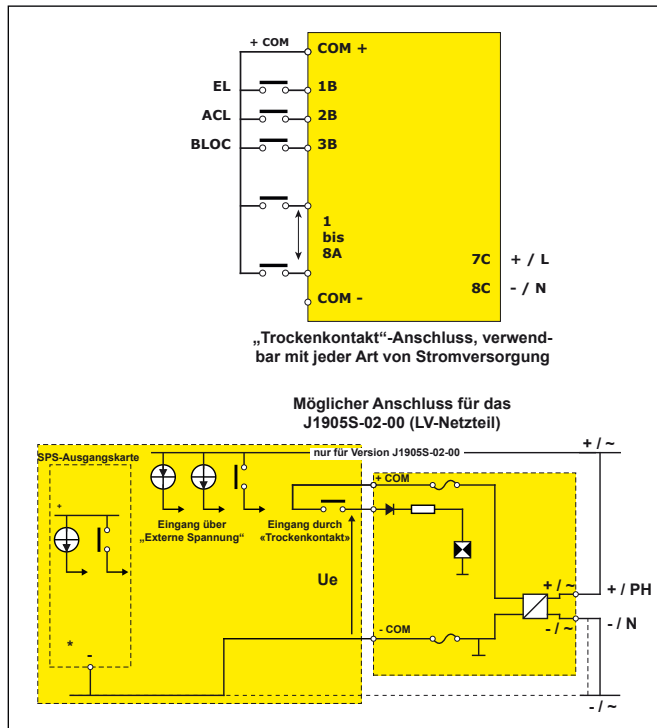 + COM
COM +
EL
1B
ACL
2B
BLOC
3B
1
bis
8A
7C
+ / L
8C
- / N
COM -
„Trockenkontakt“-Anschluss, verwend-
bar mit jeder Art von Stromversorgung
Möglicher Anschluss für das
J1905S-02-00 (LV-Netzteil)
+ / ~
nur für Version J1905S-02-00
SPS-Ausgangskarte
+ COM
+
Eingang über
„Externe Spannung“
Eingang durch
«Trockenkontakt»
Ue
+ / ~
+ / PH
- / ~
- / N
- COM
*
-
- / ~